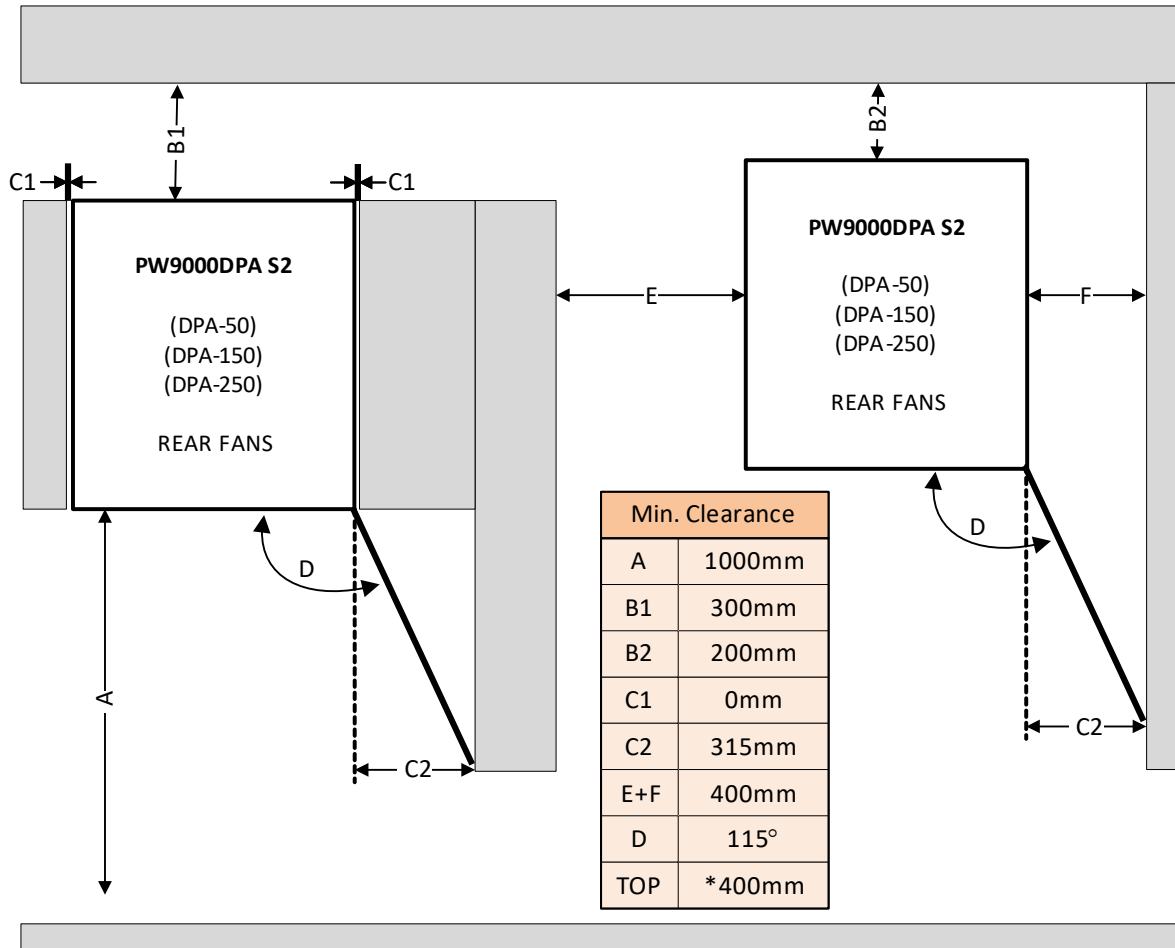 B1
B2
C1
C1
PW9000DPA S2
(DPA-50)
(DPA-150)
(DPA-250)
REAR FANS
PW9000DPA S2
(DPA-50)
(DPA-150)
(DPA-250)
REAR FANS
E
F
D
D
A
C2
C2
Min. Clearance
A 1000mm
B1 300mm
B2 200mm
C1 0mm
C2 315mm
E+F 400mm
D 115°
TOP *400mm